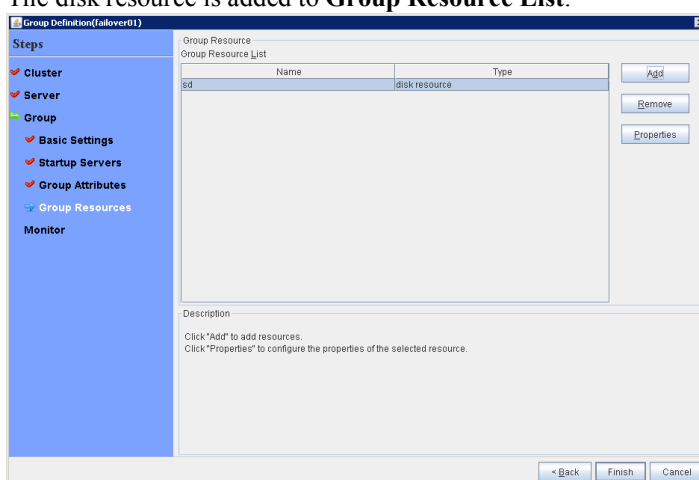 The disk resource is added to Group Resource List.
Group Definition(failover01)
Steps
Cluster
Server
Group
Basic Settings
Startup Servers
Group Attributes
Group Resources
Monitor
Group Resource
Group Resource List
Name Type
sd disk resource
Add
Remove
Properties
Description
Click "Add" to add resources.
Click "Properties" to configure the properties of the selected resource.
< Back Finish Cancel